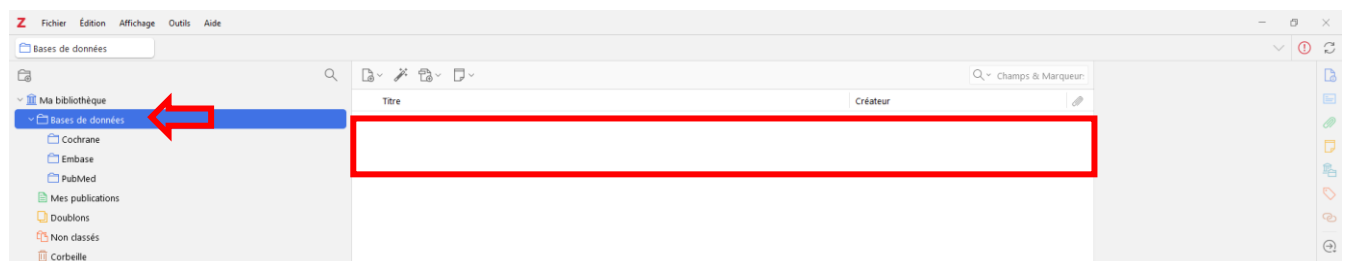 Z Fichier Édition Affichage Outils Aide
Bases de données
Champs & Marqueur:
Ma bibliothèque
Titre Créateur
Bases de données
Cochrane
Embase
PubMed
Mes publications
Doublons
Non classés
Corbeille